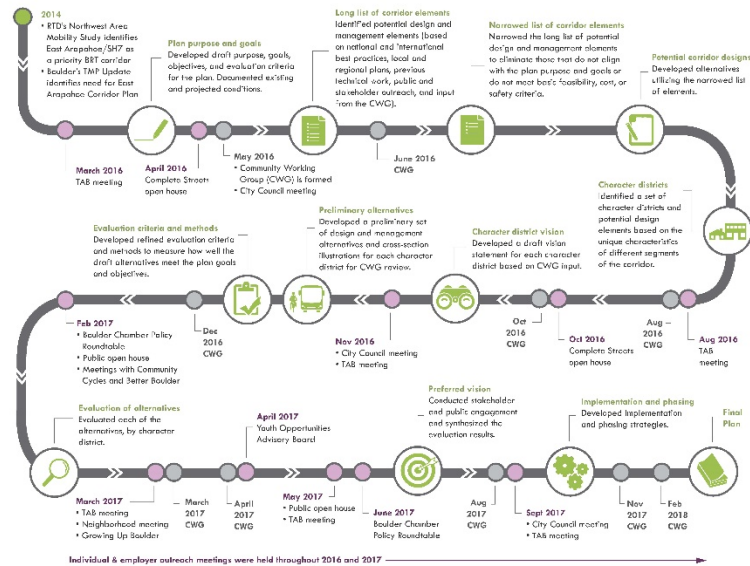 2014
• RTD's Northwest Area
Mobility Study identifies
East Arapahoe/SH7 as
a priority BRT corridor
• Boulder's TMP Update
identifies need for East
Arapahoe Corridor Plan
Plan purpose and goals
Developed draft purpose, goals,
objectives, and evaluation criteria
for the plan. Documented existing
and projected conditions.
Long list of corridor elements
Identified potential design and
management elements (based
on national and international
best practices, local and
regional plans, previous
technical work, public and
stakeholder outreach, and input
from the CWG).
Narrowed list of corridor elements
Narrowed the long list of potential
design and management elements
to eliminate those that do not align
with the plan purpose and goals or
do not meet basic feasibility, cost, or
safety criteria.
Potential corridor designs
Developed alternatives
utilizing the narrowed list
of elements.
March 2016
TAB meeting
April 2016
Complete Streets
open house
May 2016
• Community Working
Group (CWG) is formed
• City Council meeting
June 2016
CWG
Character districts
Identified a set of
character districts and
potential design
elements based on the
unique characteristics
of different segments
of the corridor.
Evaluation criteria and methods
Developed refined evaluation criteria
and methods to measure how well the
draft alternatives meet the plan goals
and objectives.
Preliminary alternatives
Developed a preliminary set
of design and management
alternatives and cross-section
illustrations for each character
district for CWG review.
Character district vision
Developed a draft vision
statement for each character
district based on CWG input.
Feb 2017
• Boulder Chamber Policy
Roundtable
• Public open house
• Meetings with Community
Cycles and Better Boulder
Dec
2016
CWG
Nov 2016
• City Council meeting
• TAB meeting
Oct
2016
CWG
Oct 2016
Complete Streets
open house
Aug
2016
CWG
Aug 2016
TAB
meeting
Evaluation of alternatives
Evaluated each of the
alternatives, by character
district.
April 2017
Youth Opportunities
Advisory Board
Preferred vision
Conducted stakeholder
and public engagement
and synthesized the
evaluation results.
Implementation and phasing
Developed implementation
and phasing strategies.
Final
Plan
March 2017
• TAB meeting
• Neighborhood meeting
• Growing Up Boulder
March
2017
CWG
April
2017
CWG
May 2017
• Public open house
• TAB meeting
June 2017
Boulder Chamber
Policy Roundtable
Aug
2017
CWG
Sept 2017
• City Council meeting
• TAB meeting
Nov
2017
CWG
Feb
2018
CWG
Individual & employer outreach meetings were held throughout 2016 and 2017